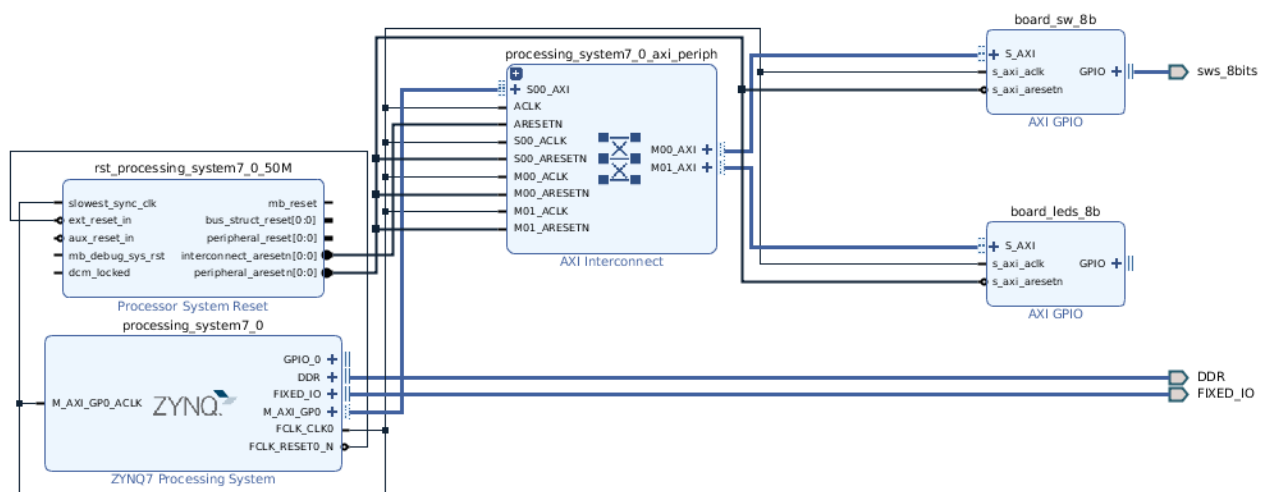 board_sw_8b
S_AXI
s_axi_aclk
s_axi_aresetn
GPIO
sws_8bits
AXI GPIO
processing_system7_0_axi_periph
S00_AXI
ACLK
ARESETN
S00_ACLK
S00_ARESETN
M00_ACLK
M00_ARESETN
M01_ACLK
M01_ARESETN
M00_AXI
M01_AXI
AXI Interconnect
rst_processing_system7_0_50M
slowest_sync_clk
ext_reset_in
aux_reset_in
mb_debug_sys_rst
dcm_locked
mb_reset
bus_struct_reset[0:0]
peripheral_reset[0:0]
interconnect_aresetn[0:0]
peripheral_aresetn[0:0]
Processor System Reset
board_leds_8b
S_AXI
s_axi_aclk
s_axi_aresetn
GPIO
AXI GPIO
processing_system7_0
M_AXI_GP0_ACLK
ZYNQ
GPIO_0
DDR
FIXED_IO
M_AXI_GP0
FCLK_CLK0
FCLK_RESET0_N
ZYNQ7 Processing System
DDR
FIXED_IO